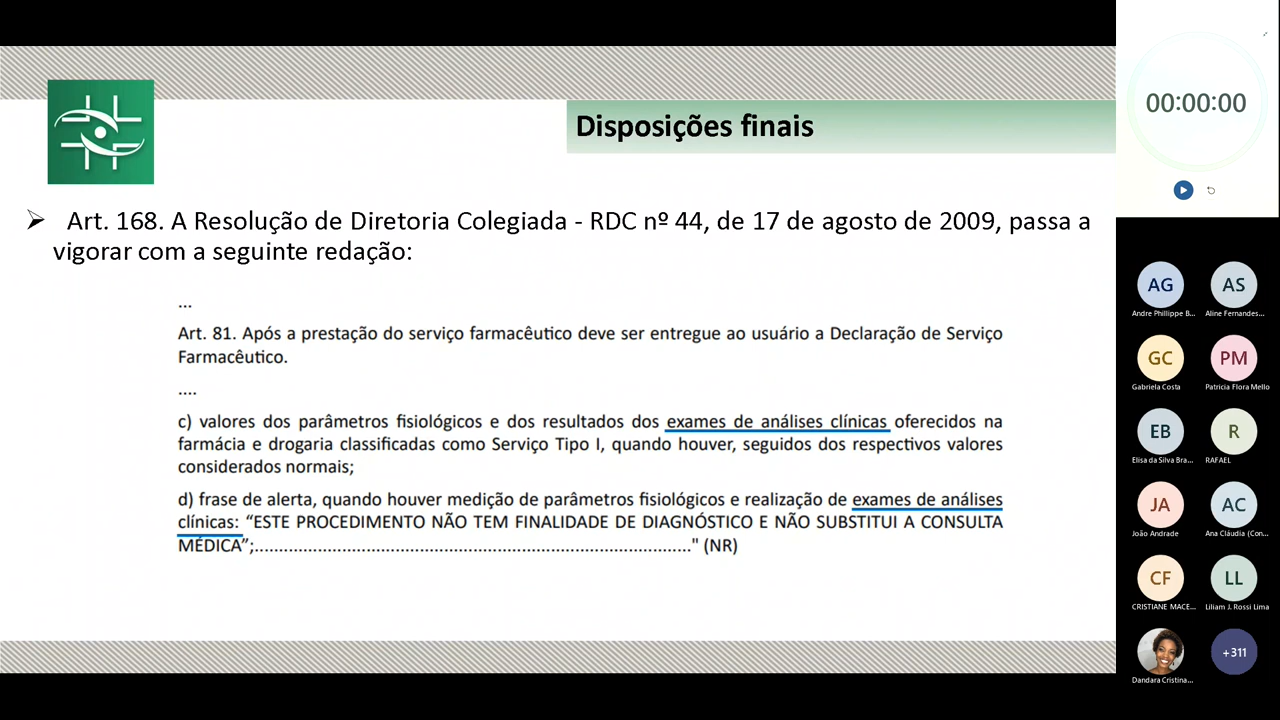 Disposições finais
Art. 168. A Resolução de Diretoria Colegiada - RDC nº 44, de 17 de agosto de 2009, passa a
vigorar com a seguinte redação:
...
Art. 81. Após a prestação do serviço farmacêutico deve ser entregue ao usuário a Declaração de Serviço
Farmacêutico.
....
c) valores dos parâmetros fisiológicos e dos resultados dos exames de análises clínicas oferecidos na
farmácia e drogaria classificadas como Serviço Tipo I, quando houver, seguidos dos respectivos valores
considerados normais;
d) frase de alerta, quando houver medição de parâmetros fisiológicos e realização de exames de análises
clínicas: “ESTE PROCEDIMENTO NÃO TEM FINALIDADE DE DIAGNÓSTICO E NÃO SUBSTITUI A CONSULTA
MÉDICA”;........................................................................................" (NR)
00:00:00
AG
AS
Andre Phillippe B...
Aline Fernandes...
GC
PM
Gabriela Costa
Patricia Flora Mello
EB
R
Elisa da Silva Bra...
RAFAEL
JA
AC
João Andrade
Ana Cláudia (Con...
CF
LL
CRISTIANE MACE...
Liliam J. Rossi Lima
+311
Dandara Cristina...